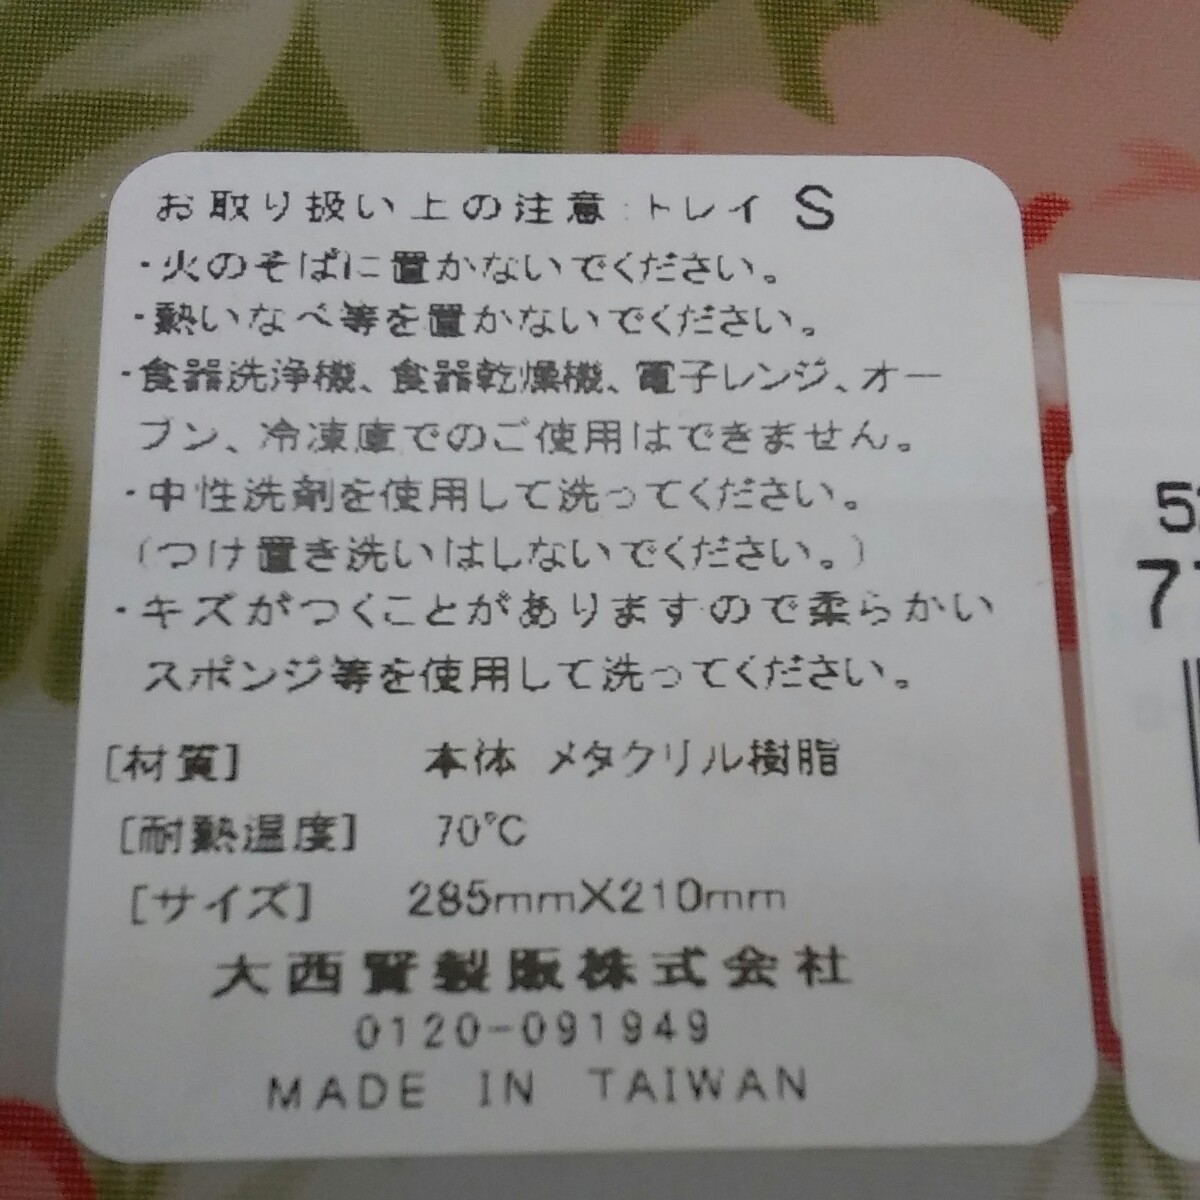 お取り扱い上の注意:トレイ S
・火のそばに置かないでください。
・熱いなべ等を置かないでください。
・食器洗浄機、食器乾燥機、電子レンジ、オー
ブン、冷凍庫でのご使用はできません。
・中性洗剤を使用して洗ってください。
(つけ置き洗いはしないでください。)
・キズがつくことがありますので柔らかい
スポンジ等を使用して洗ってください。
[材質] 本体 メタクリル樹脂
[耐熱温度] 70℃
[サイズ] 285mmX210mm
大西賢製販株式会社
0120-091949
MADE IN TAIWAN